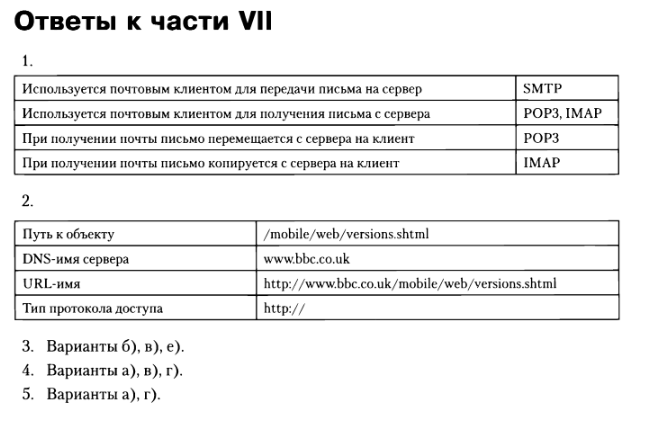 Ответы к части VII
1.
Используется почтовым клиентом для передачи письма на сервер SMTP
Используется почтовым клиентом для получения письма с сервера POP3, IMAP
При получении почты письмо перемещается с сервера на клиент POP3
При получении почты письмо копируется с сервера на клиент IMAP
2.
Путь к объекту /mobile/web/versions.shtml
DNS-имя сервера www.bbc.co.uk
URL-имя http://www.bbc.co.uk/mobile/web/versions.shtml
Тип протокола доступа http://
3. Варианты б), в), е).
4. Варианты а), в), г).
5. Варианты а), г).